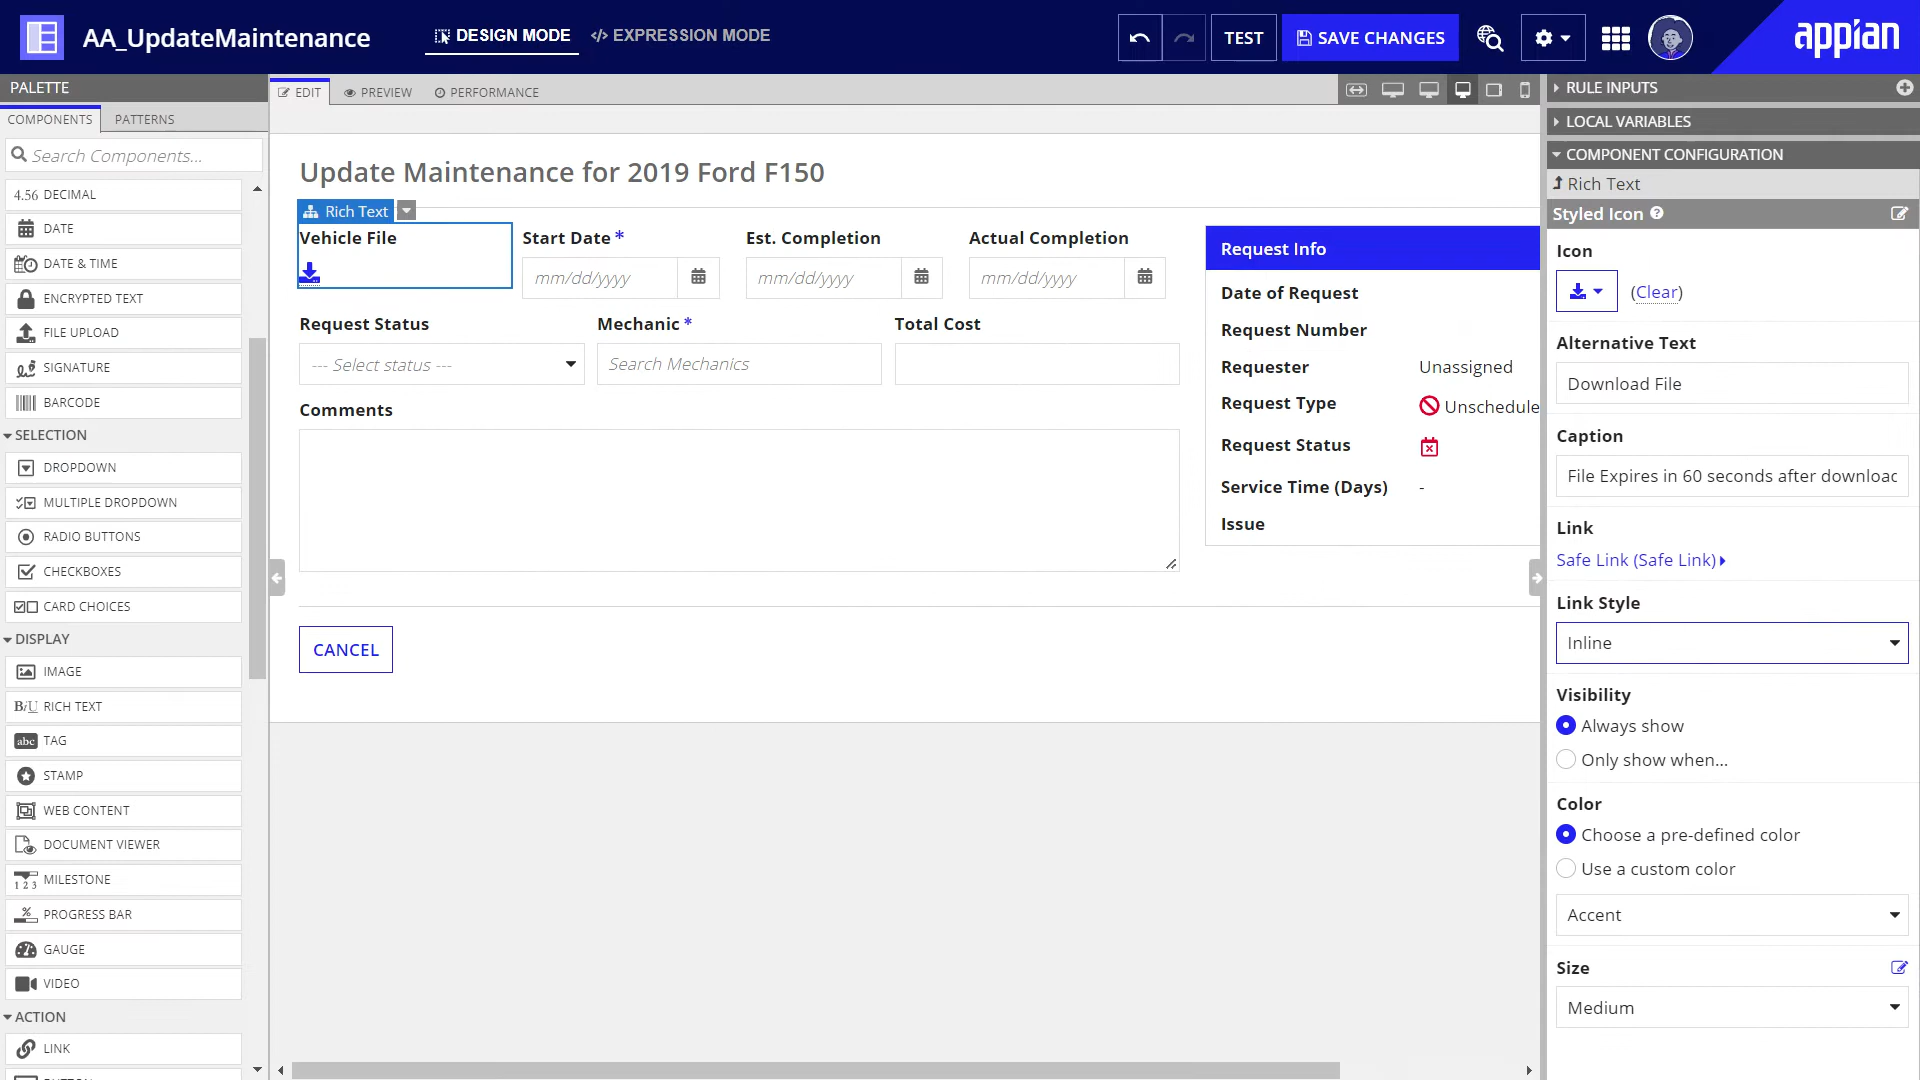 AA_UpdateMaintenance
DESIGN MODE
</> EXPRESSION MODE
TEST
SAVE CHANGES
appian
PALETTE
COMPONENTS
PATTERNS
Search Components...
4.56 DECIMAL
DATE
DATE & TIME
ENCRYPTED TEXT
FILE UPLOAD
SIGNATURE
BARCODE
SELECTION
DROPDOWN
MULTIPLE DROPDOWN
RADIO BUTTONS
CHECKBOXES
CARD CHOICES
DISPLAY
IMAGE
BiU RICH TEXT
abc TAG
STAMP
WEB CONTENT
DOCUMENT VIEWER
1 2 3 MILESTONE
% PROGRESS BAR
GAUGE
VIDEO
ACTION
LINK
EDIT
PREVIEW
PERFORMANCE
Update Maintenance for 2019 Ford F150
Rich Text
Vehicle File
Start Date *
mm/dd/yyyy
Est. Completion
mm/dd/yyyy
Actual Completion
mm/dd/yyyy
Request Status
--- Select status ---
Mechanic *
Search Mechanics
Total Cost
Comments
CANCEL
Request Info
Date of Request
Request Number
Requester Unassigned
Request Type Unschedule
Request Status
Service Time (Days) -
Issue
RULE INPUTS
LOCAL VARIABLES
COMPONENT CONFIGURATION
Rich Text
Styled Icon
Icon
(Clear)
Alternative Text
Download File
Caption
File Expires in 60 seconds after downloac
Link
Safe Link (Safe Link)
Link Style
Inline
Visibility
Always show
Only show when...
Color
Choose a pre-defined color
Use a custom color
Accent
Size
Medium